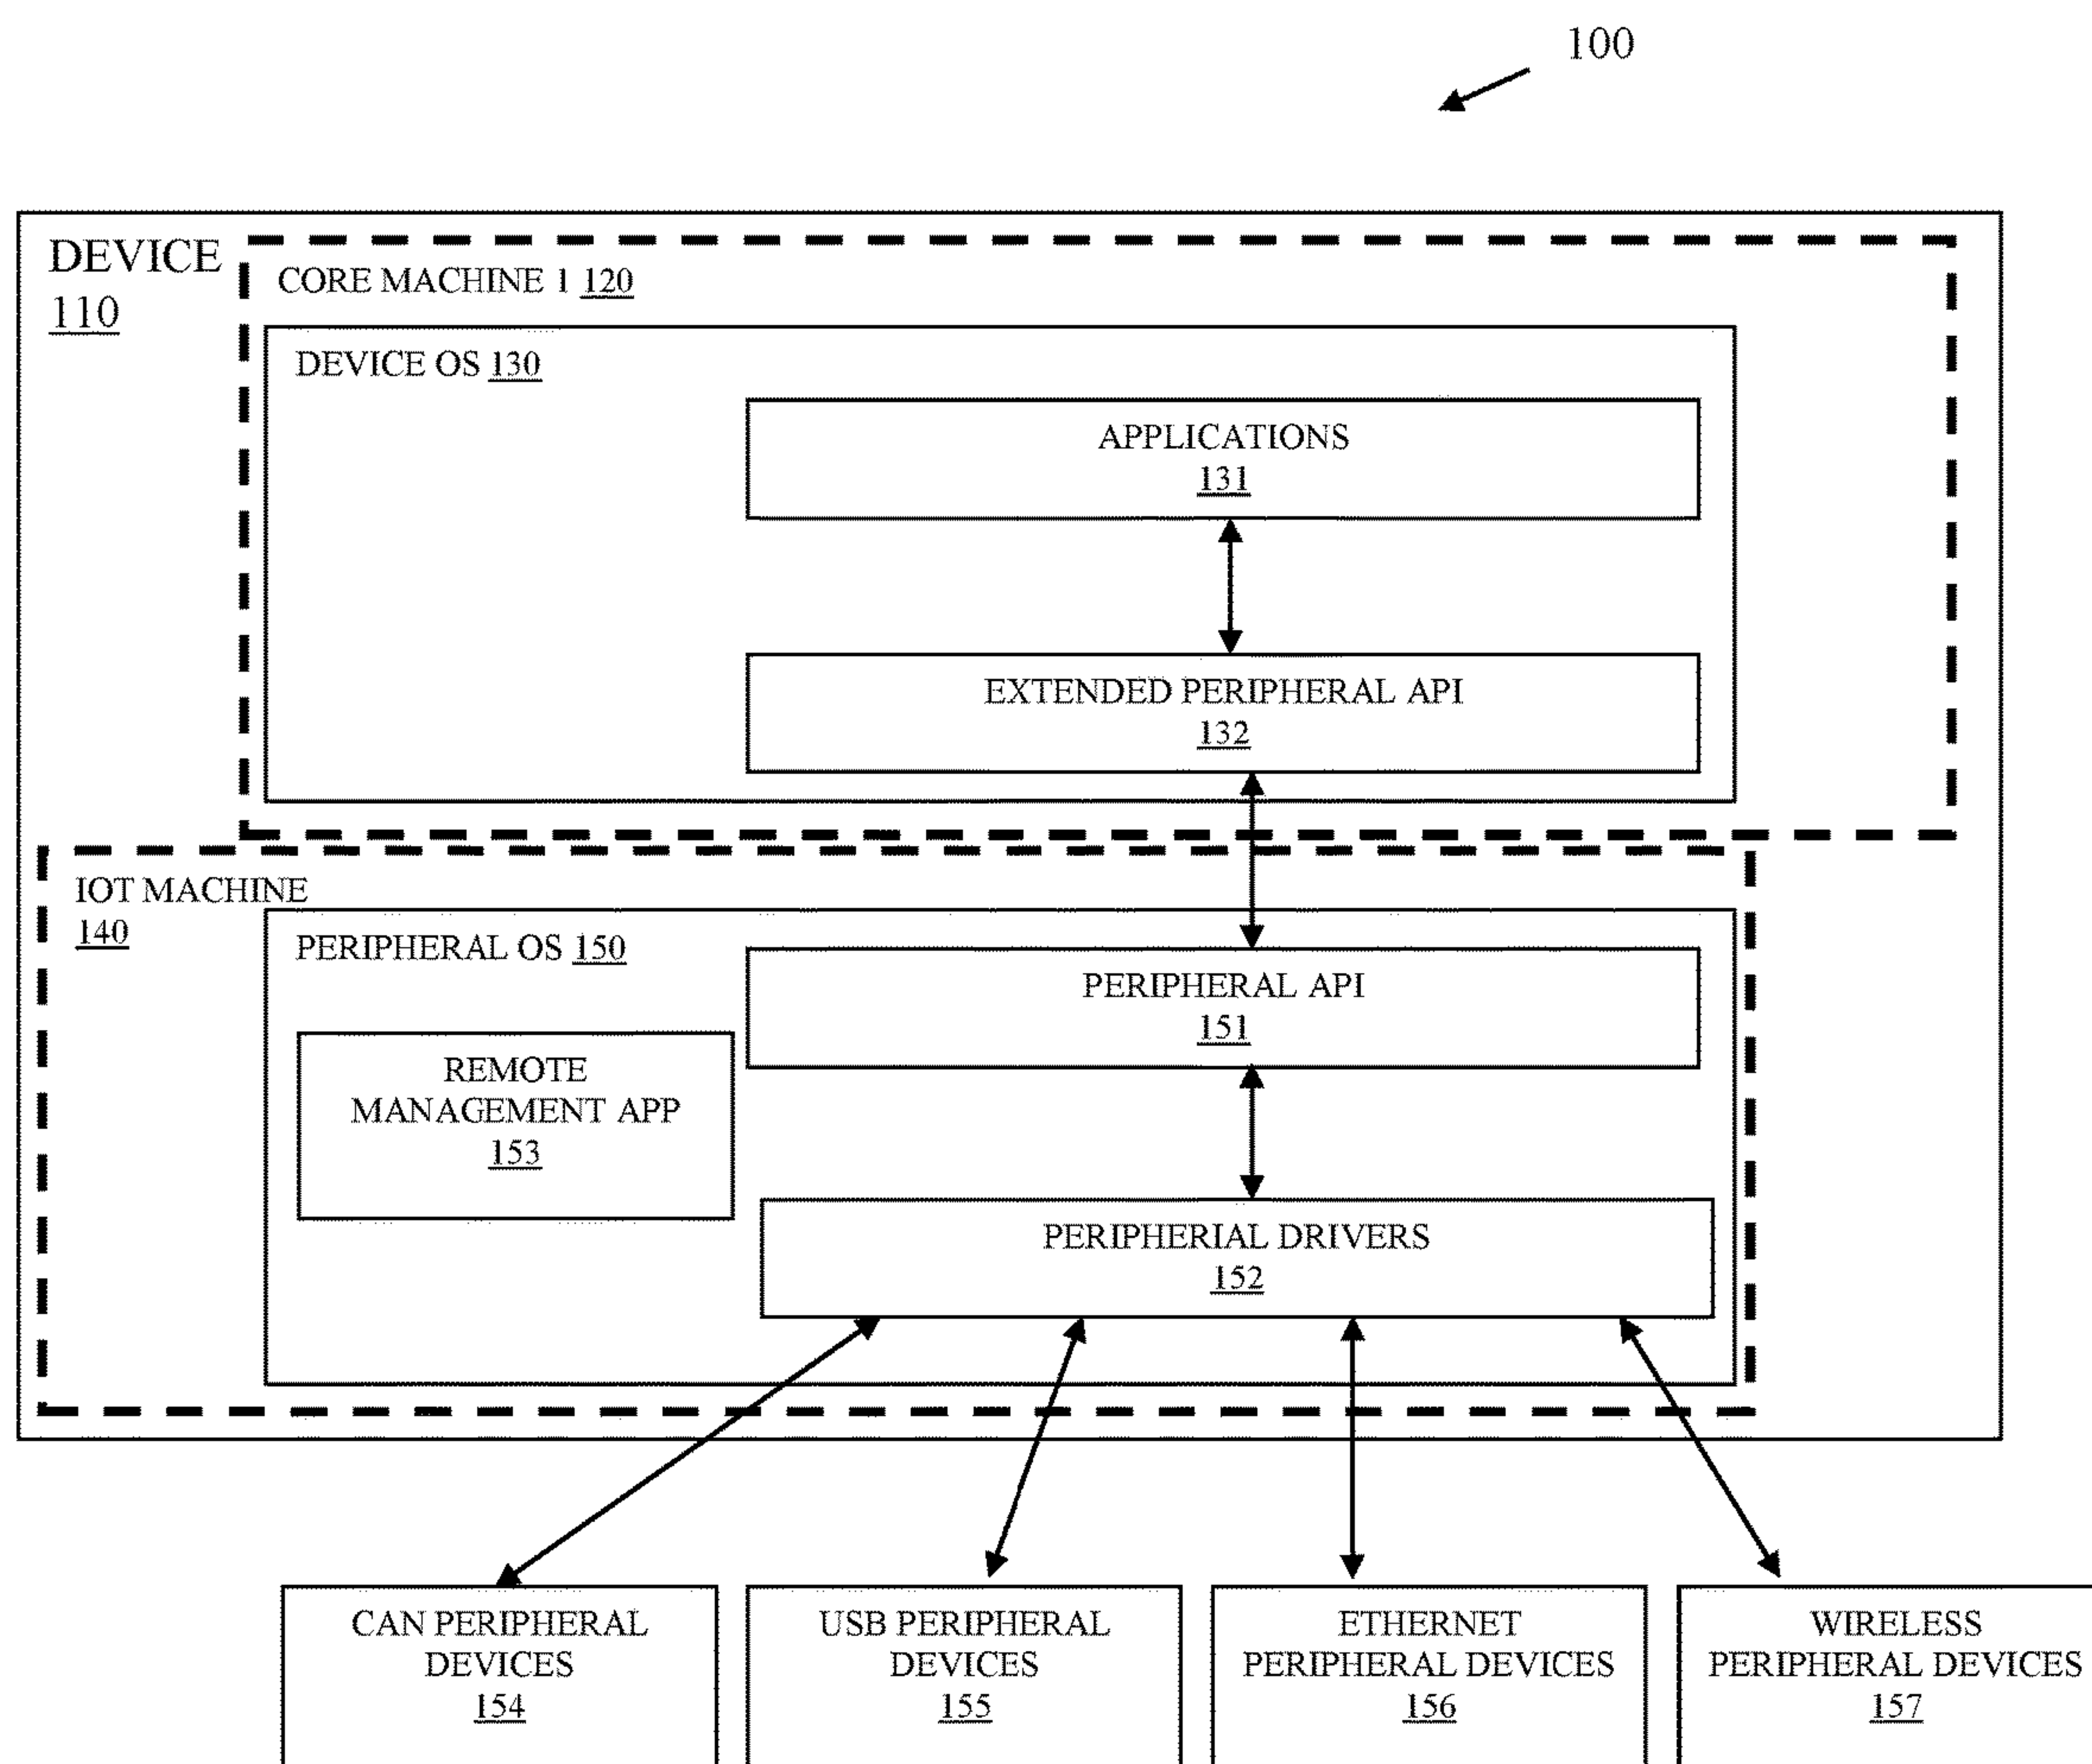 100
DEVICE
110
CORE MACHINE 1 120
DEVICE OS 130
APPLICATIONS
131
EXTENDED PERIPHERAL API
132
IOT MACHINE
140
PERIPHERAL OS 150
PERIPHERAL API
151
REMOTE
MANAGEMENT APP
153
PERIPHERIAL DRIVERS
152
CAN PERIPHERAL
DEVICES
154
USB PERIPHERAL
DEVICES
155
ETHERNET
PERIPHERAL DEVICES
156
WIRELESS
PERIPHERAL DEVICES
157